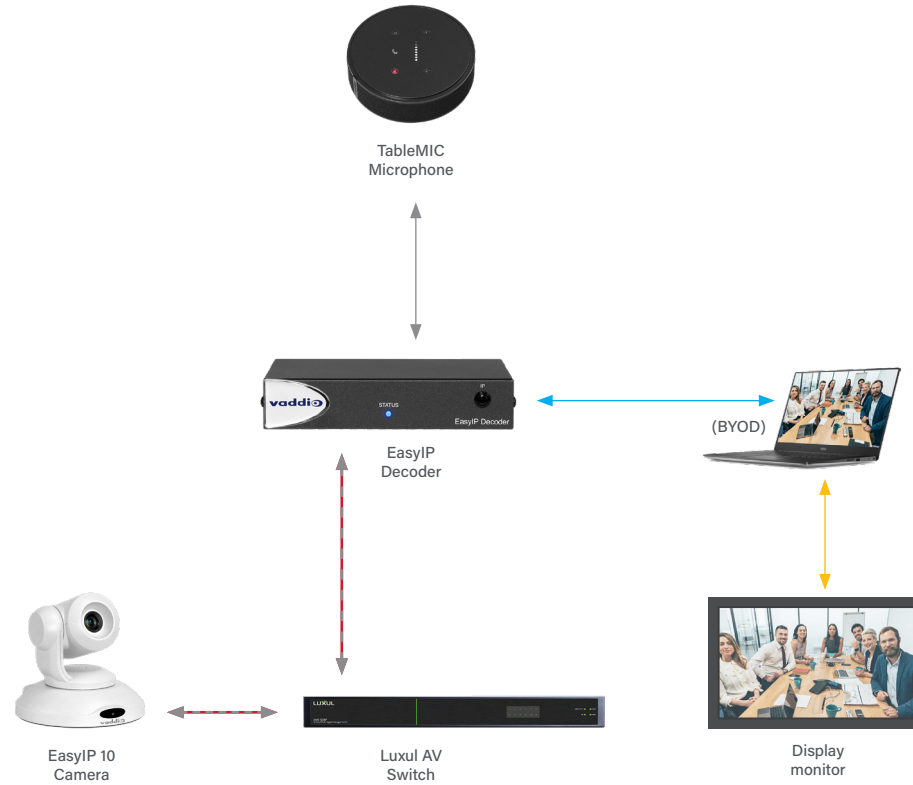 TableMIC
Microphone
vaddio
STATUS
IP
EasyIP Decoder
EasyIP
Decoder
(BYOD)
vaddio
LUXUL
EasyIP 10
Camera
Luxul AV
Switch
Display
monitor